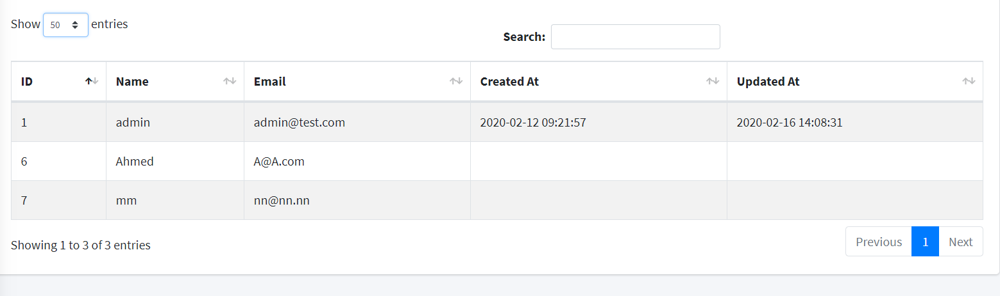 Show 50 entries
Search:
ID Name Email Created At Updated At
1 admin admin@test.com 2020-02-12 09:21:57 2020-02-16 14:08:31
6 Ahmed A@A.com
7 mm nn@nn.nn
Showing 1 to 3 of 3 entries
Previous 1 Next